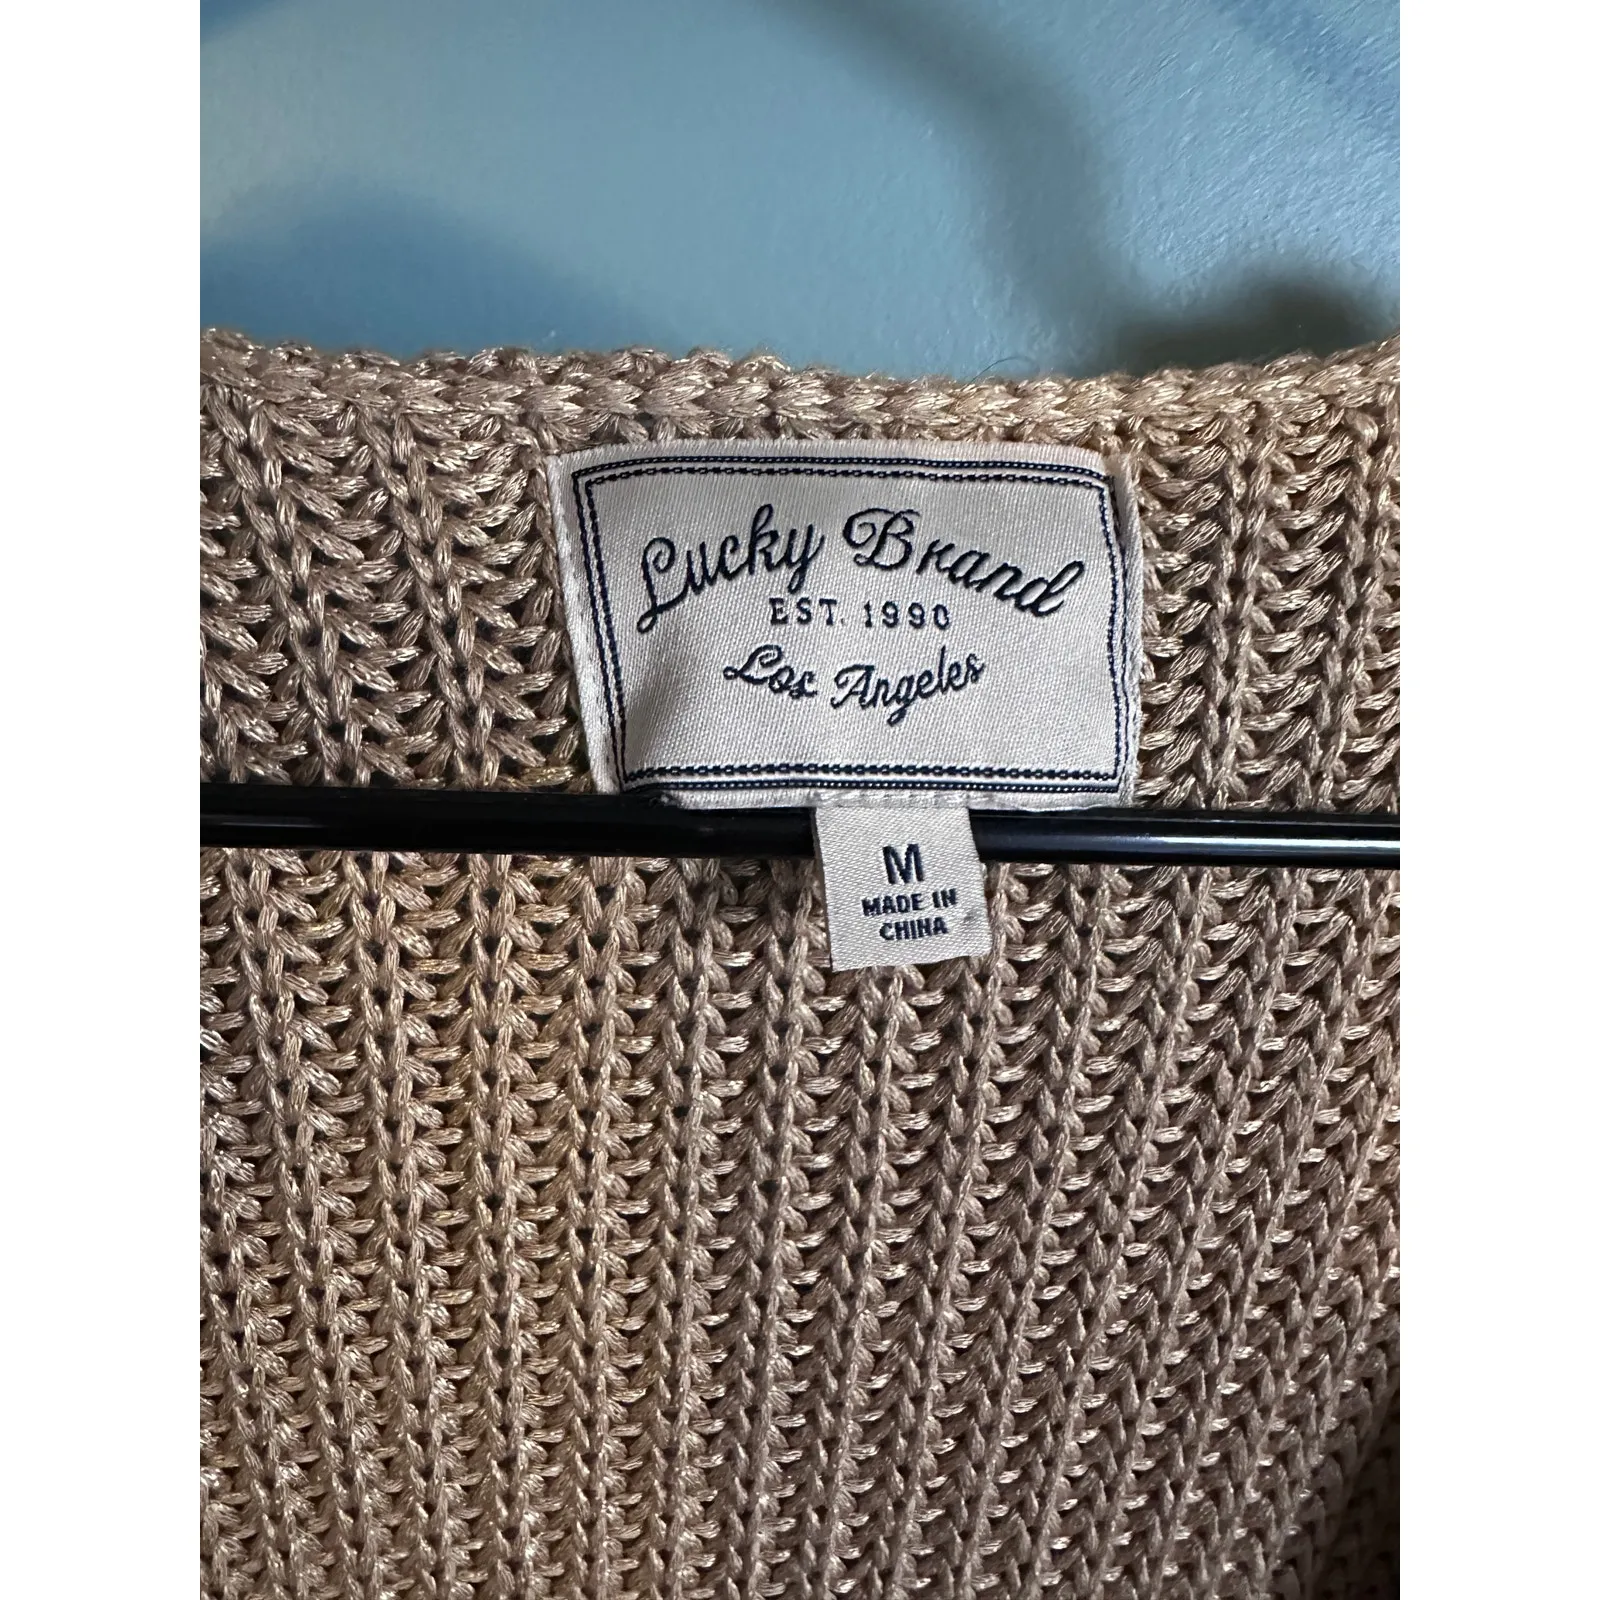 Lucky Brand
EST. 1990
Los Angeles
M
MADE IN
CHINA